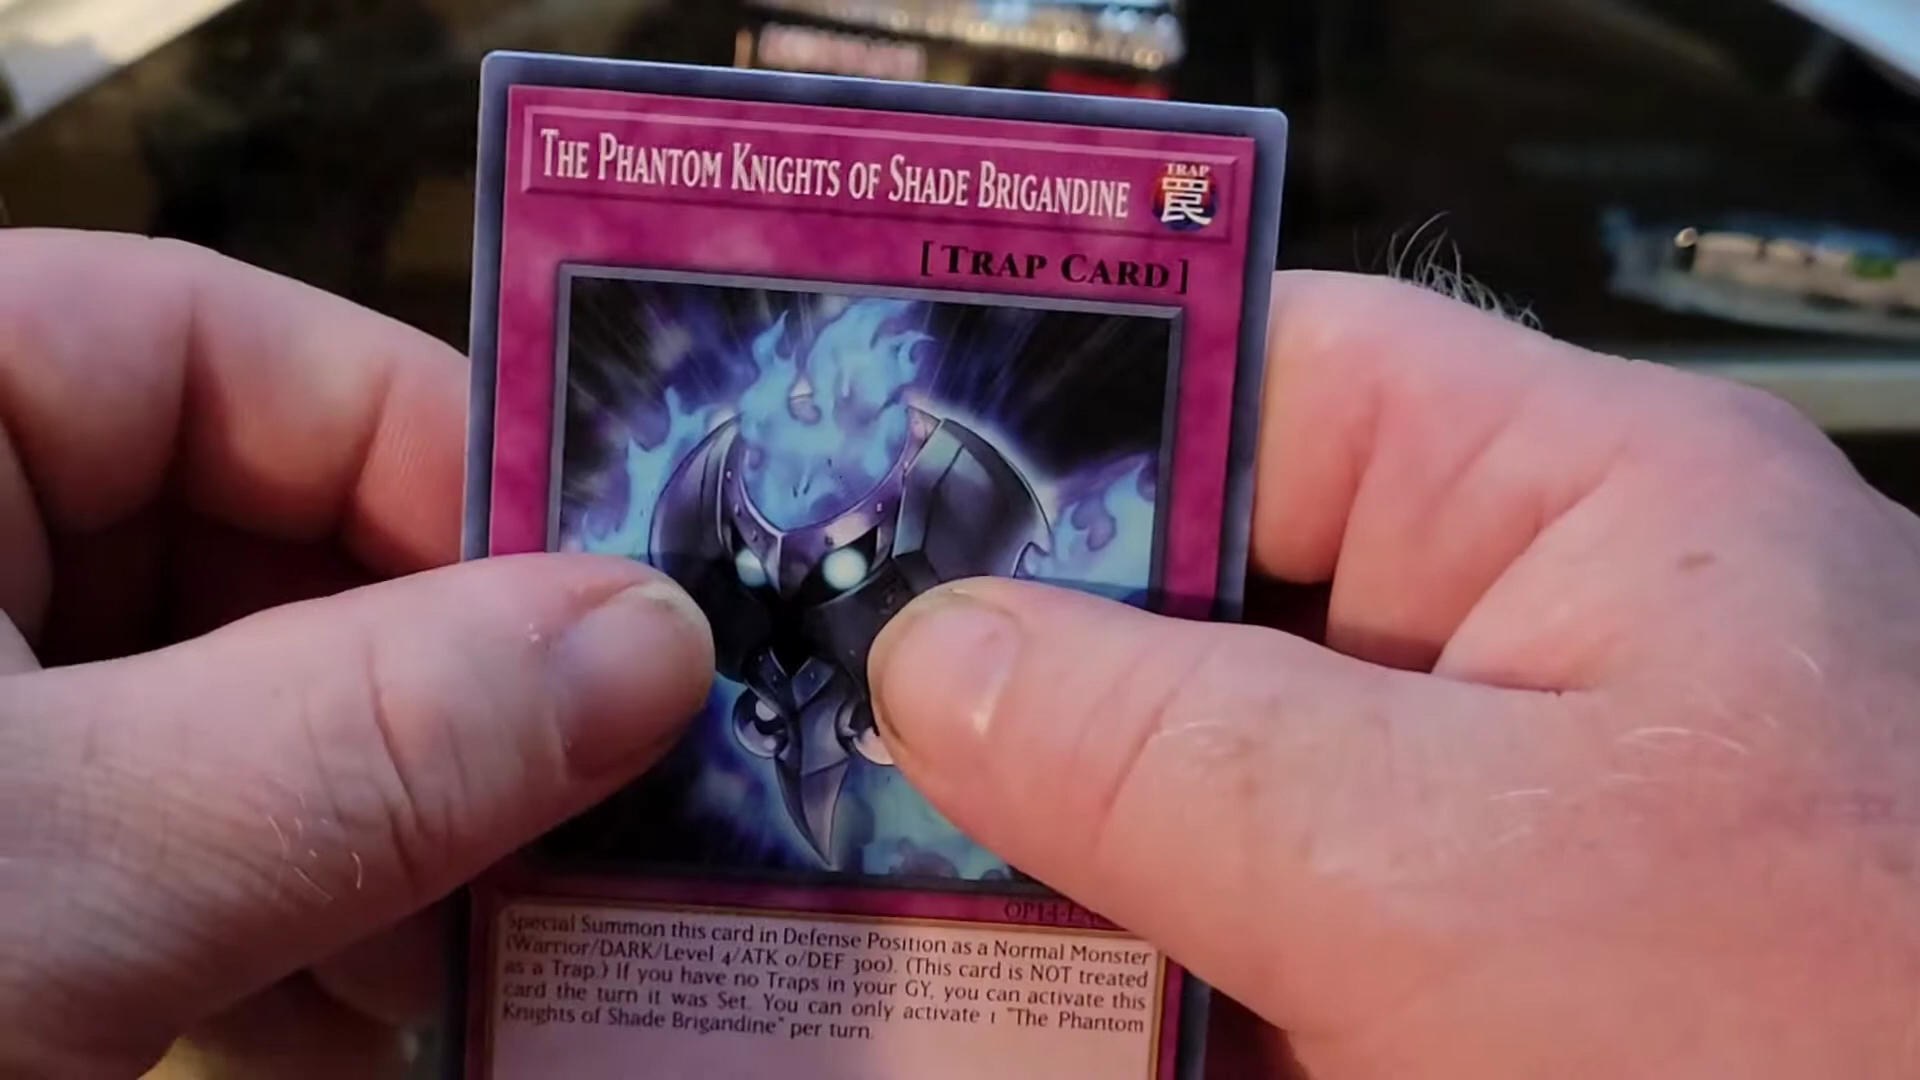 THE PHANTOM KNIGHTS OF SHADE BRIGANDINE
TRAP
罠
[TRAP CARD]
Special Summon this card in Defense Position as a Normal Monster
(Warrior/DARK/Level 4/ATK 0/DEF 300). (This card is NOT treated
as a Trap.) If you have no Traps in your GY, you can activate this
card the turn it was Set. You can only activate 1 "The Phantom
Knights of Shade Brigandine" per turn.